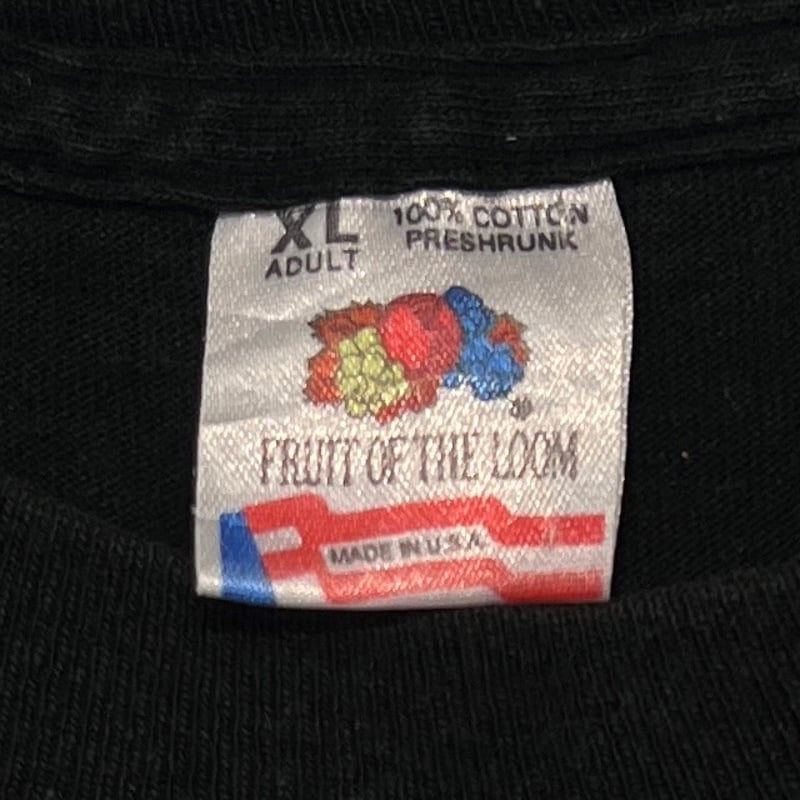 XL
ADULT
100% COTTON
PRESHRUNK
®
FRUIT OF THE LOOM
MADE IN U.S.A.